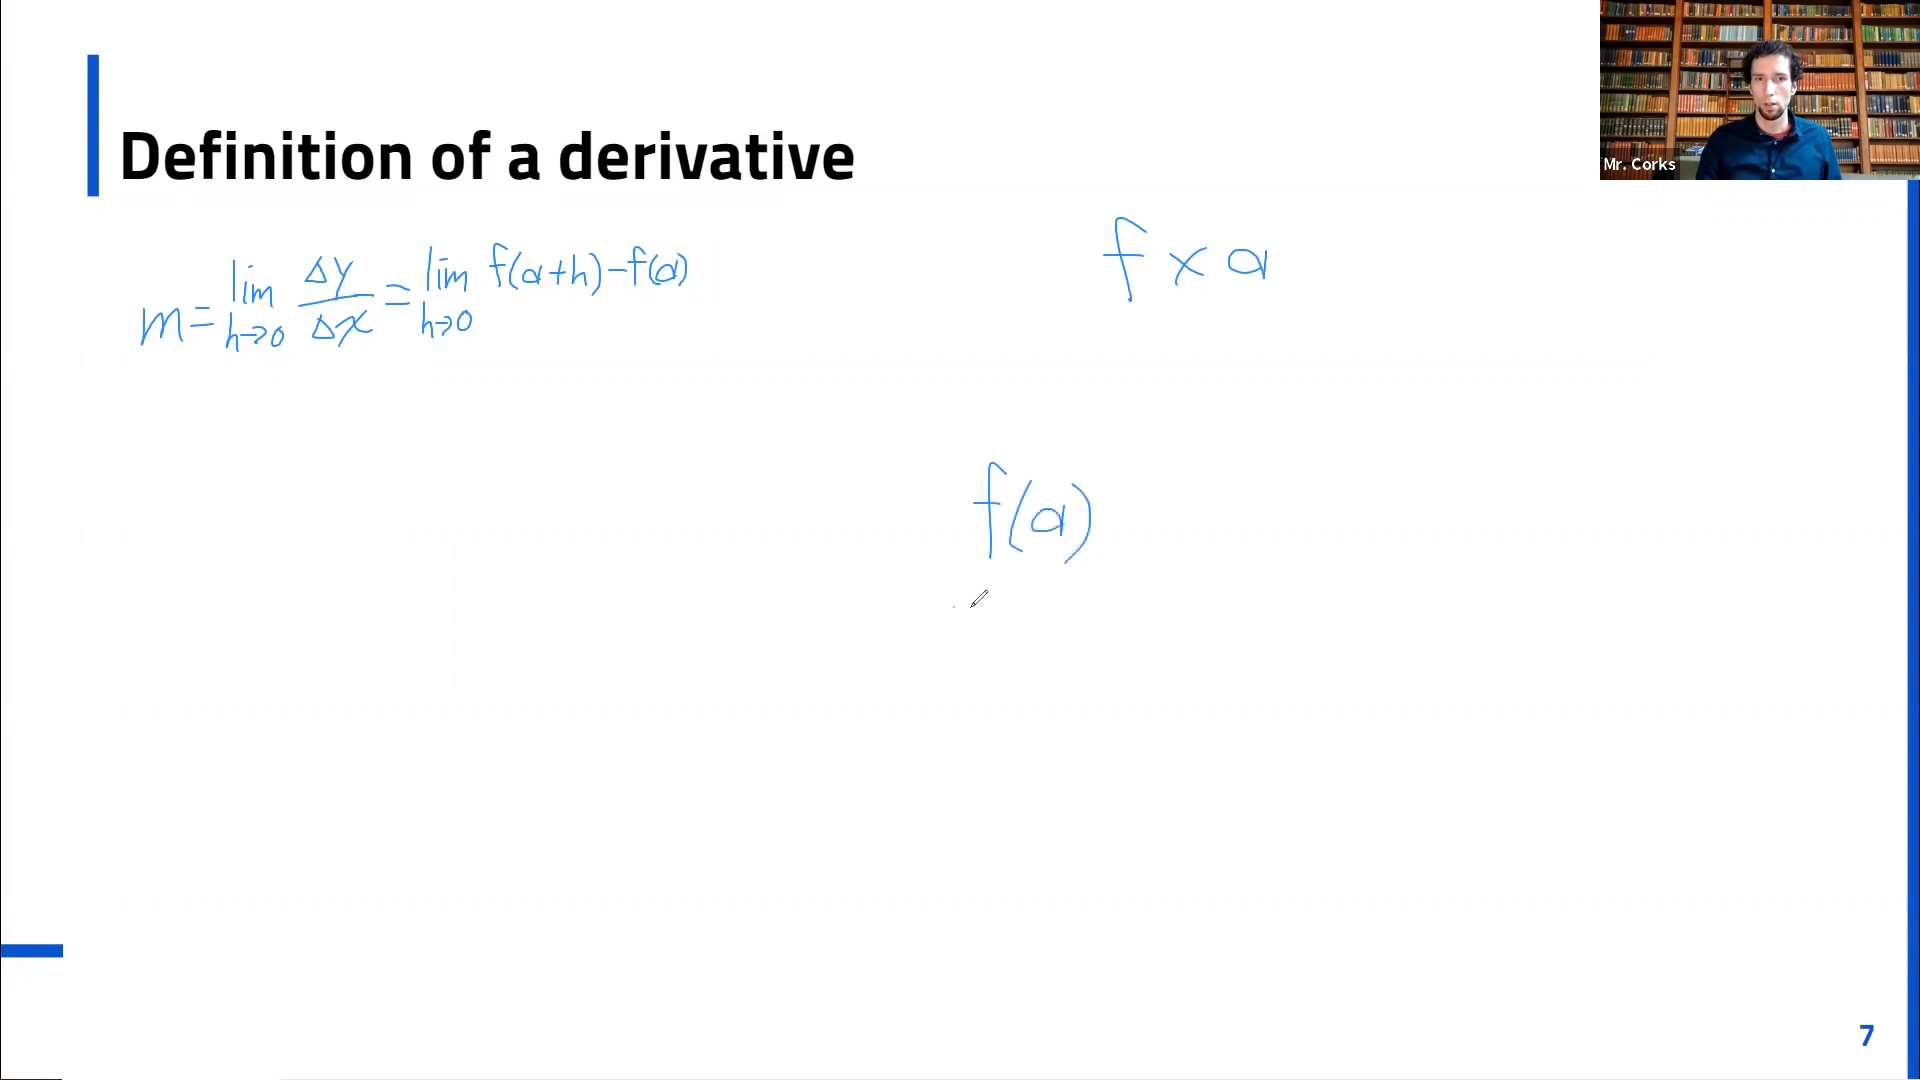 Mr. Corks
Definition of a derivative
m = lim h→0 Δy/Δx = lim h→0 f(a+h)-f(a)
f x a
f(a)
7